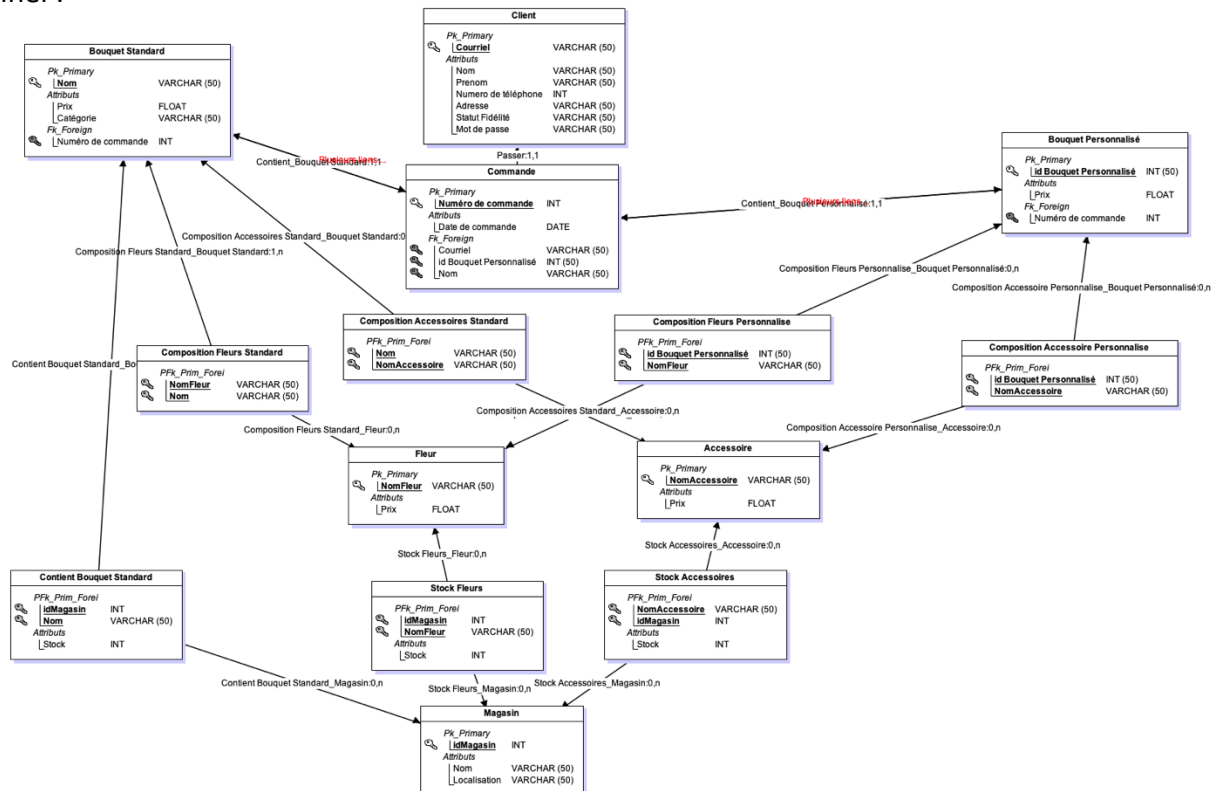 Client
Pk_Primary
Courriel VARCHAR (50)
Attributs
Nom VARCHAR (50)
Prenom VARCHAR (50)
Numero de téléphone INT
Adresse VARCHAR (50)
Statut Fidélité VARCHAR (50)
Mot de passe VARCHAR (50)
Bouquet Standard
Pk_Primary
Nom VARCHAR (50)
Attributs
Prix FLOAT
Catégorie VARCHAR (50)
Fk_Foreign
Numéro de commande INT
Bouquet Personnalisé
Pk_Primary
id Bouquet Personnalisé INT (50)
Attributs
Prix FLOAT
Fk_Foreign
Numéro de commande INT
Passer:1,1
Plusieurs liens...
Contient_Bouquet Standard:1,1
Commande
Pk_Primary
Numéro de commande INT
Attributs
Date de commande DATE
Fk_Foreign
Courriel VARCHAR (50)
id Bouquet Personnalisé INT (50)
Nom VARCHAR (50)
Plusieurs liens...
Contient_Bouquet Personnalisé:1,1
Composition Accessoires Standard_Bouquet Standard:0
Composition Fleurs Standard_Bouquet Standard:1,n
Composition Fleurs Personnalise_Bouquet Personnalisé:0,n
Composition Accessoire Personnalise_Bouquet Personnalisé:0,n
Composition Accessoires Standard
PFk_Prim_Forei
Nom VARCHAR (50)
NomAccessoire VARCHAR (50)
Composition Fleurs Personnalise
PFk_Prim_Forei
id Bouquet Personnalisé INT (50)
NomFleur VARCHAR (50)
Composition Fleurs Standard
PFk_Prim_Forei
NomFleur VARCHAR (50)
Nom VARCHAR (50)
Composition Accessoire Personnalise
PFk_Prim_Forei
id Bouquet Personnalisé INT (50)
NomAccessoire VARCHAR (50)
Contient Bouquet Standard_Bo
Composition Accessoires Standard_Accessoire:0,n
Composition Fleurs Standard_Fleur:0,n
Composition Accessoire Personnalise_Accessoire:0,n
Fleur
Pk_Primary
NomFleur VARCHAR (50)
Attributs
Prix FLOAT
Accessoire
Pk_Primary
NomAccessoire VARCHAR (50)
Attributs
Prix FLOAT
Stock Fleurs_Fleur:0,n
Stock Accessoires_Accessoire:0,n
Contient Bouquet Standard
PFk_Prim_Forei
idMagasin INT
Nom VARCHAR (50)
Attributs
Stock INT
Stock Fleurs
PFk_Prim_Forei
idMagasin INT
NomFleur VARCHAR (50)
Attributs
Stock INT
Stock Accessoires
PFk_Prim_Forei
NomAccessoire VARCHAR (50)
idMagasin INT
Attributs
Stock INT
Contient Bouquet Standard_Magasin:0,n
Stock Fleurs_Magasin:0,n
Stock Accessoires_Magasin:0,n
Magasin
Pk_Primary
idMagasin INT
Attributs
Nom VARCHAR (50)
Localisation VARCHAR (50)